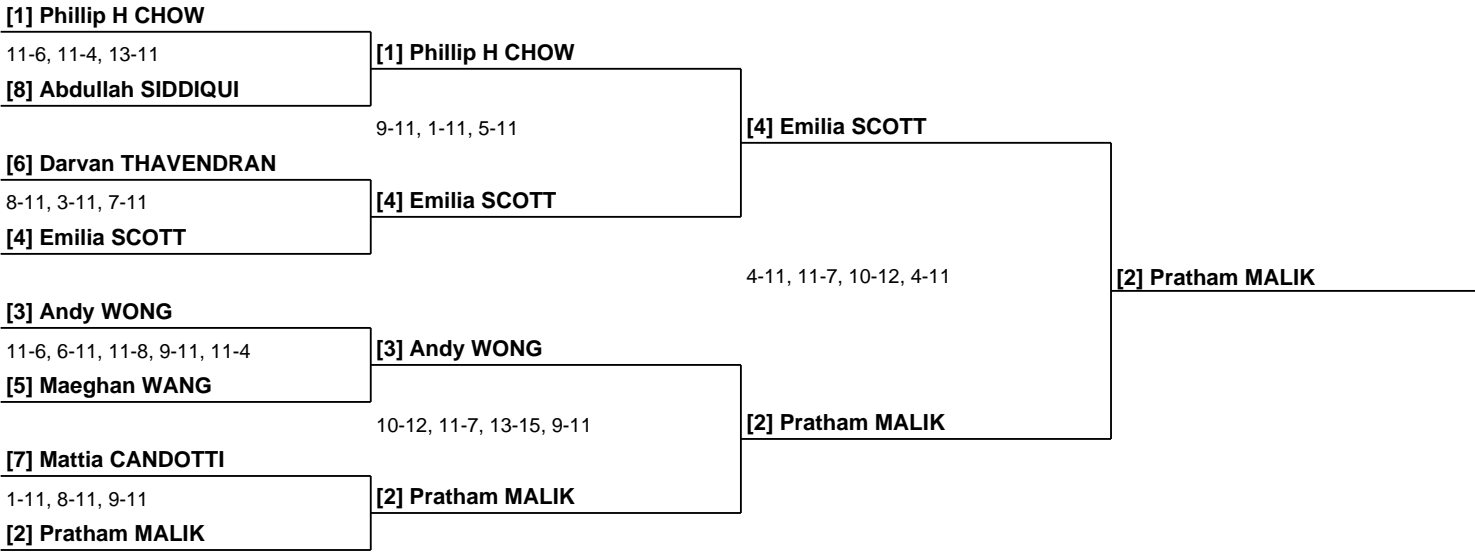 [1] Phillip H CHOW
11-6, 11-4, 13-11
[8] Abdullah SIDDIQUI
[1] Phillip H CHOW
9-11, 1-11, 5-11
[6] Darvan THAVENDRAN
8-11, 3-11, 7-11
[4] Emilia SCOTT
[4] Emilia SCOTT
[4] Emilia SCOTT
4-11, 11-7, 10-12, 4-11
[3] Andy WONG
11-6, 6-11, 11-8, 9-11, 11-4
[5] Maeghan WANG
[3] Andy WONG
10-12, 11-7, 13-15, 9-11
[7] Mattia CANDOTTI
1-11, 8-11, 9-11
[2] Pratham MALIK
[2] Pratham MALIK
[2] Pratham MALIK
[2] Pratham MALIK